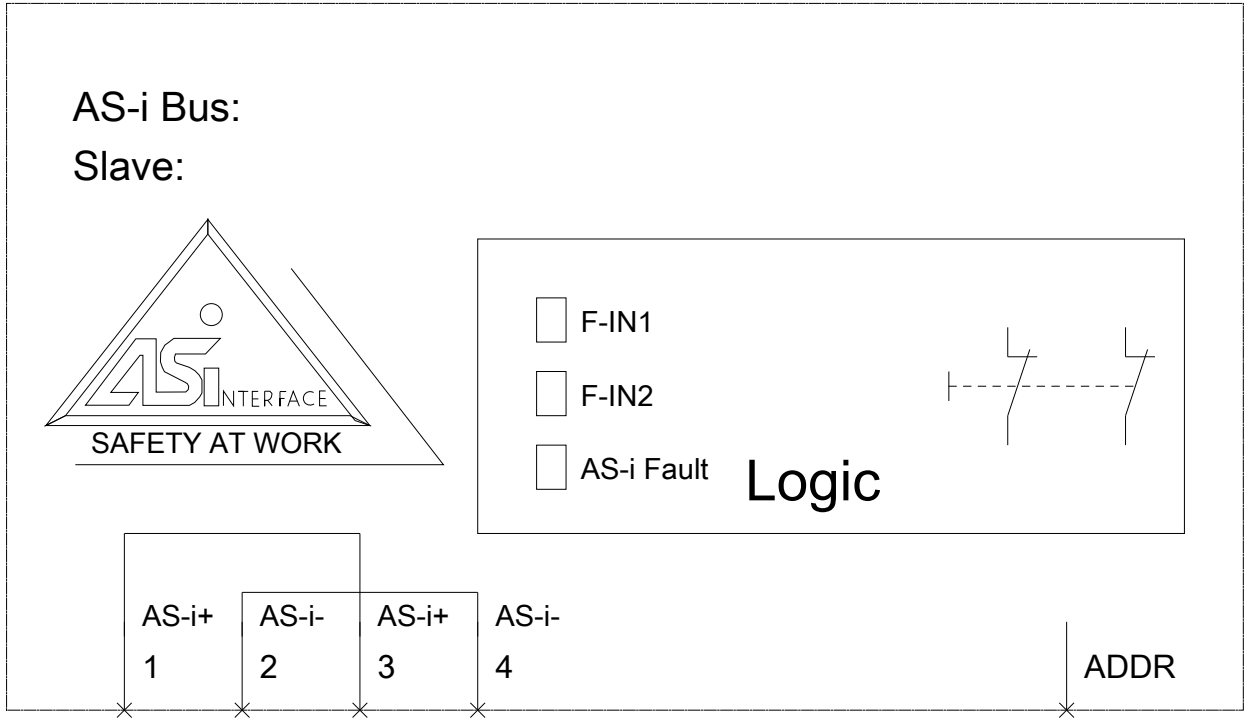 AS-i Bus:
Slave:
ASi INTERFACE
SAFETY AT WORK
F-IN1
F-IN2
AS-i Fault
Logic
AS-i+ AS-i- AS-i+ AS-i-
1 2 3 4 ADDR